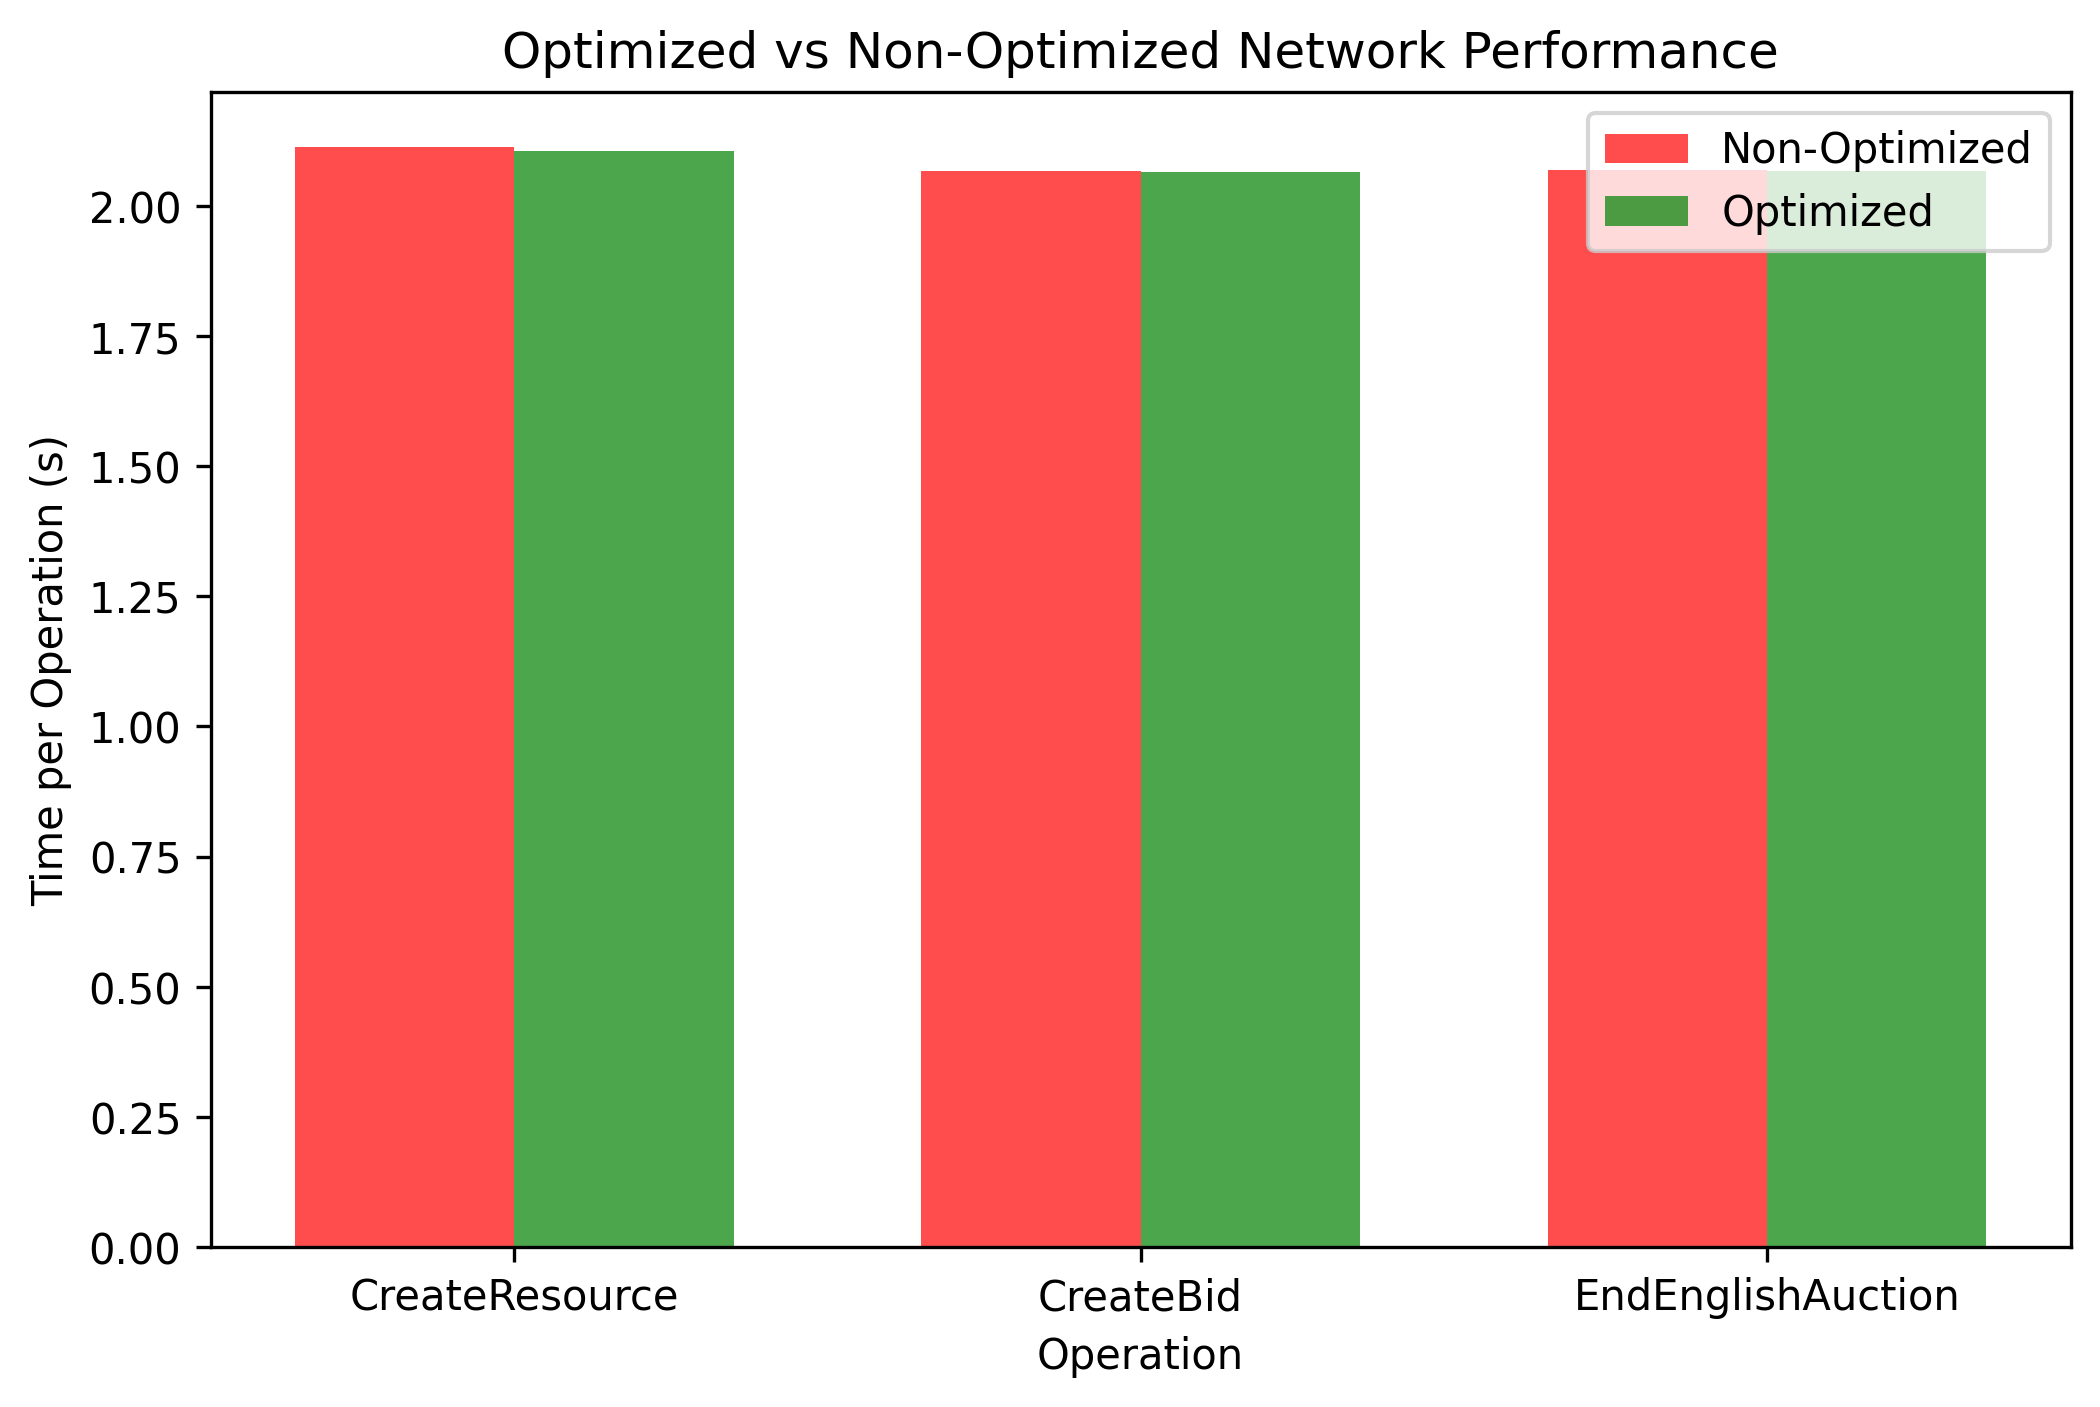 Optimized vs Non-Optimized Network Performance
Non-Optimized
Optimized
Time per Operation (s)
2.00
1.75
1.50
1.25
1.00
0.75
0.50
0.25
0.00
CreateResource
CreateBid
EndEnglishAuction
Operation